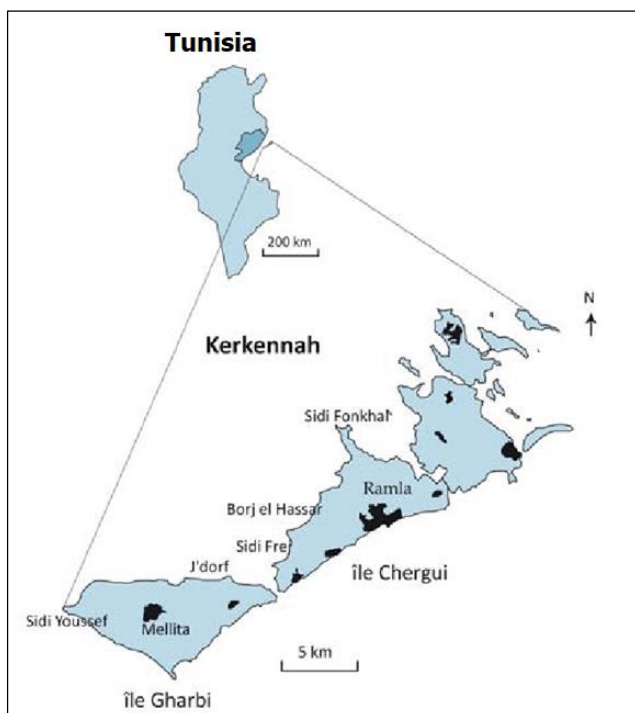 Tunisia
200 km
N
Kerkennah
Sidi Fonkhal
Ramla
Borj el Hassar
Sidi Frej
J'dorf
île Chergui
Sidi Youssef
Mellita
5 km
île Gharbi